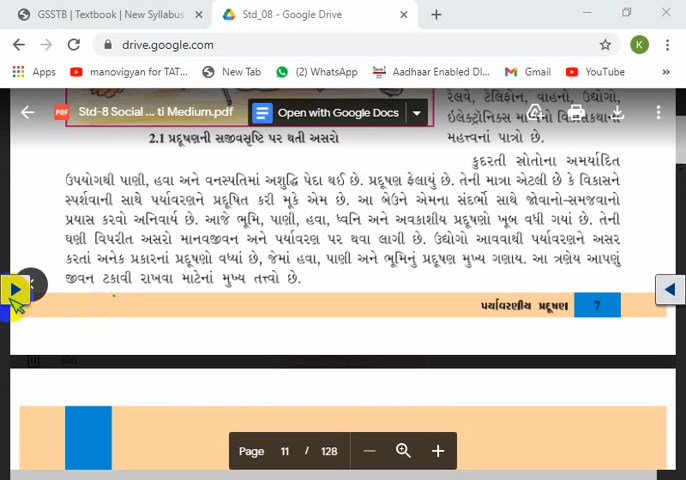 GSSTB | Textbook | New Syllabus
Std_08 - Google Drive
drive.google.com
K
Apps
manovigyan for TAT...
New Tab
(2) WhatsApp
Aadhaar Enabled Dl...
Gmail
YouTube
Std-8 Social ... ti Medium.pdf
Open with Google Docs
રેલવે, ટેલિફોન, વાહનો, ઉદ્યોગો,
ઇલેક્ટ્રોનિક્સ
2.1 પ્રદૂષણની સજીવસૃષ્ટિ પર થતી અસરો
મહત્ત્વનાં પાત્રો છે.
કુદરતી સ્રોતોના અમર્યાદિત
ઉપયોગથી પાણી, હવા અને વનસ્પતિમાં અશુદ્ધિ પેદા થઈ છે. પ્રદૂષણ ફેલાયું છે. તેની માત્રા એટલી છે કે વિકાસને
સ્પર્શવાની સાથે પર્યાવરણને પ્રદૂષિત કરી મૂકે એમ છે. આ બેઉને એમના સંદર્ભો સાથે જોવાનો-સમજવાનો
પ્રયાસ કરવો અનિવાર્ય છે. આજે ભૂમિ, પાણી, હવા, ધ્વનિ અને અવકાશીય પ્રદૂષણો ખૂબ વધી ગયાં છે. તેની
ઘણી વિપરીત અસરો માનવજીવન અને પર્યાવરણ પર થવા લાગી છે. ઉદ્યોગો આવવાથી પર્યાવરણને અસર
કરતાં અનેક પ્રકારનાં પ્રદૂષણો વધ્યાં છે, જેમાં હવા, પાણી અને ભૂમિનું પ્રદૂષણ મુખ્ય ગણાય. આ ત્રણેય આપણું
જીવન ટકાવી રાખવા માટેનાં મુખ્ય તત્ત્વો છે.
પર્યાવરણીય પ્રદૂષણ 7
Page 11 / 128